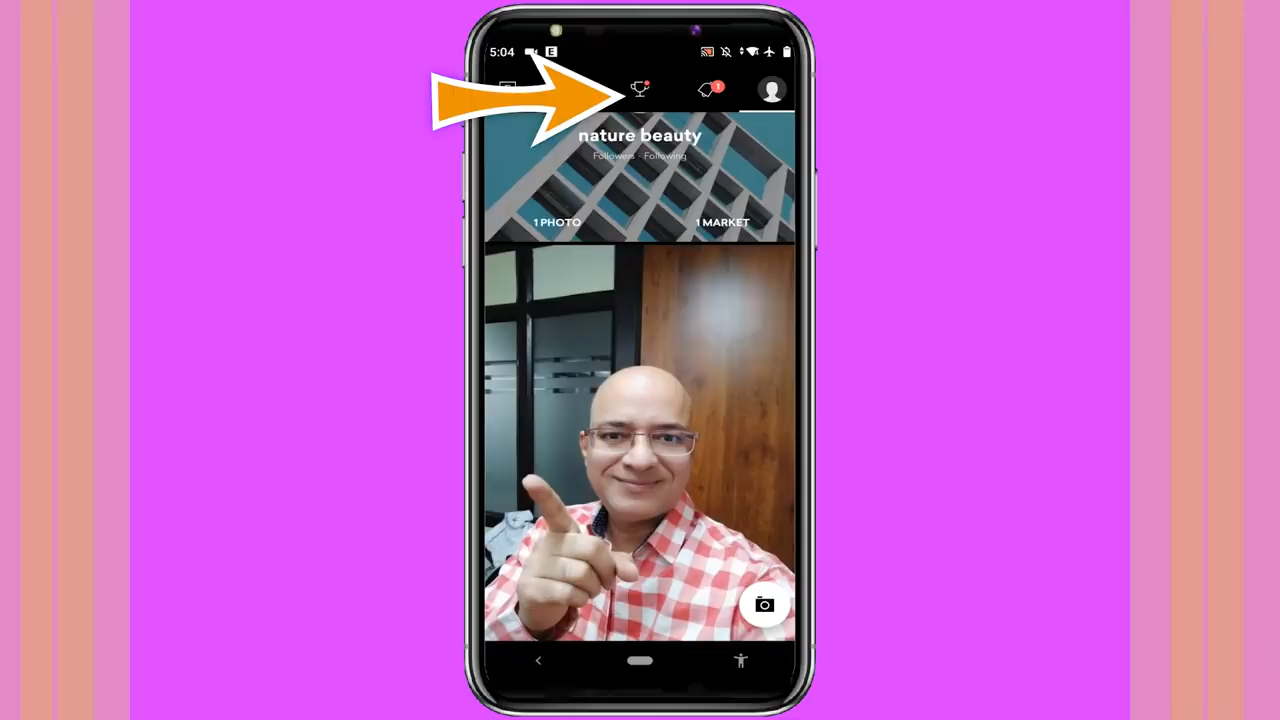 5:04 E
1
nature beauty
Followers - Following
1 PHOTO 1 MARKET